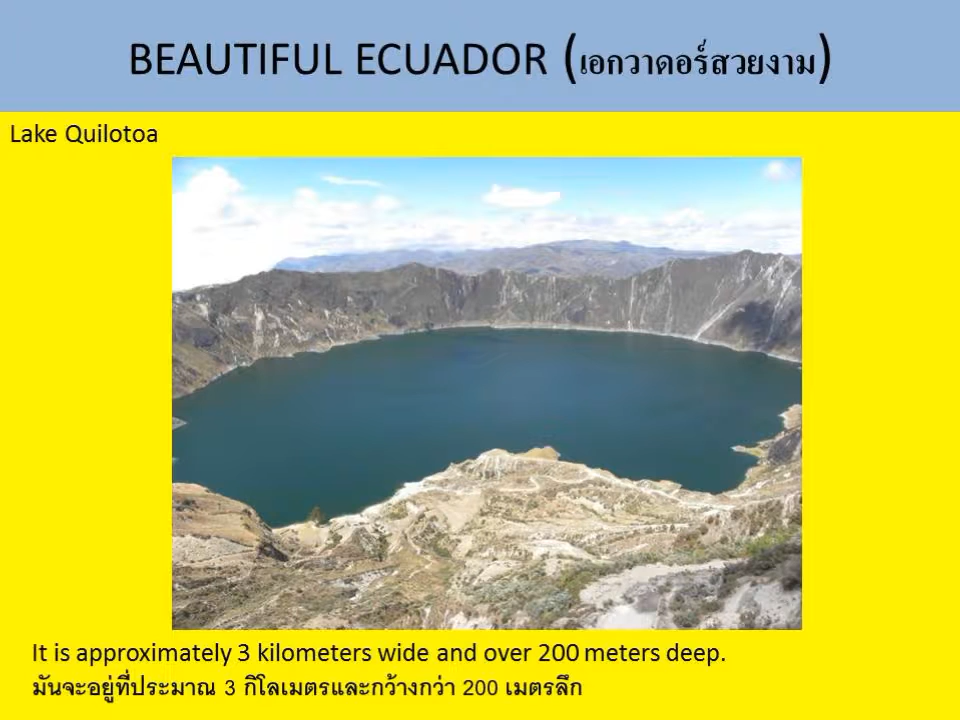 BEAUTIFUL ECUADOR (เอกวาดอร์สวยงาม)
Lake Quilotoa
It is approximately 3 kilometers wide and over 200 meters deep.
มันจะอยู่ที่ประมาณ 3 กิโลเมตรและกว้างกว่า 200 เมตรลึก